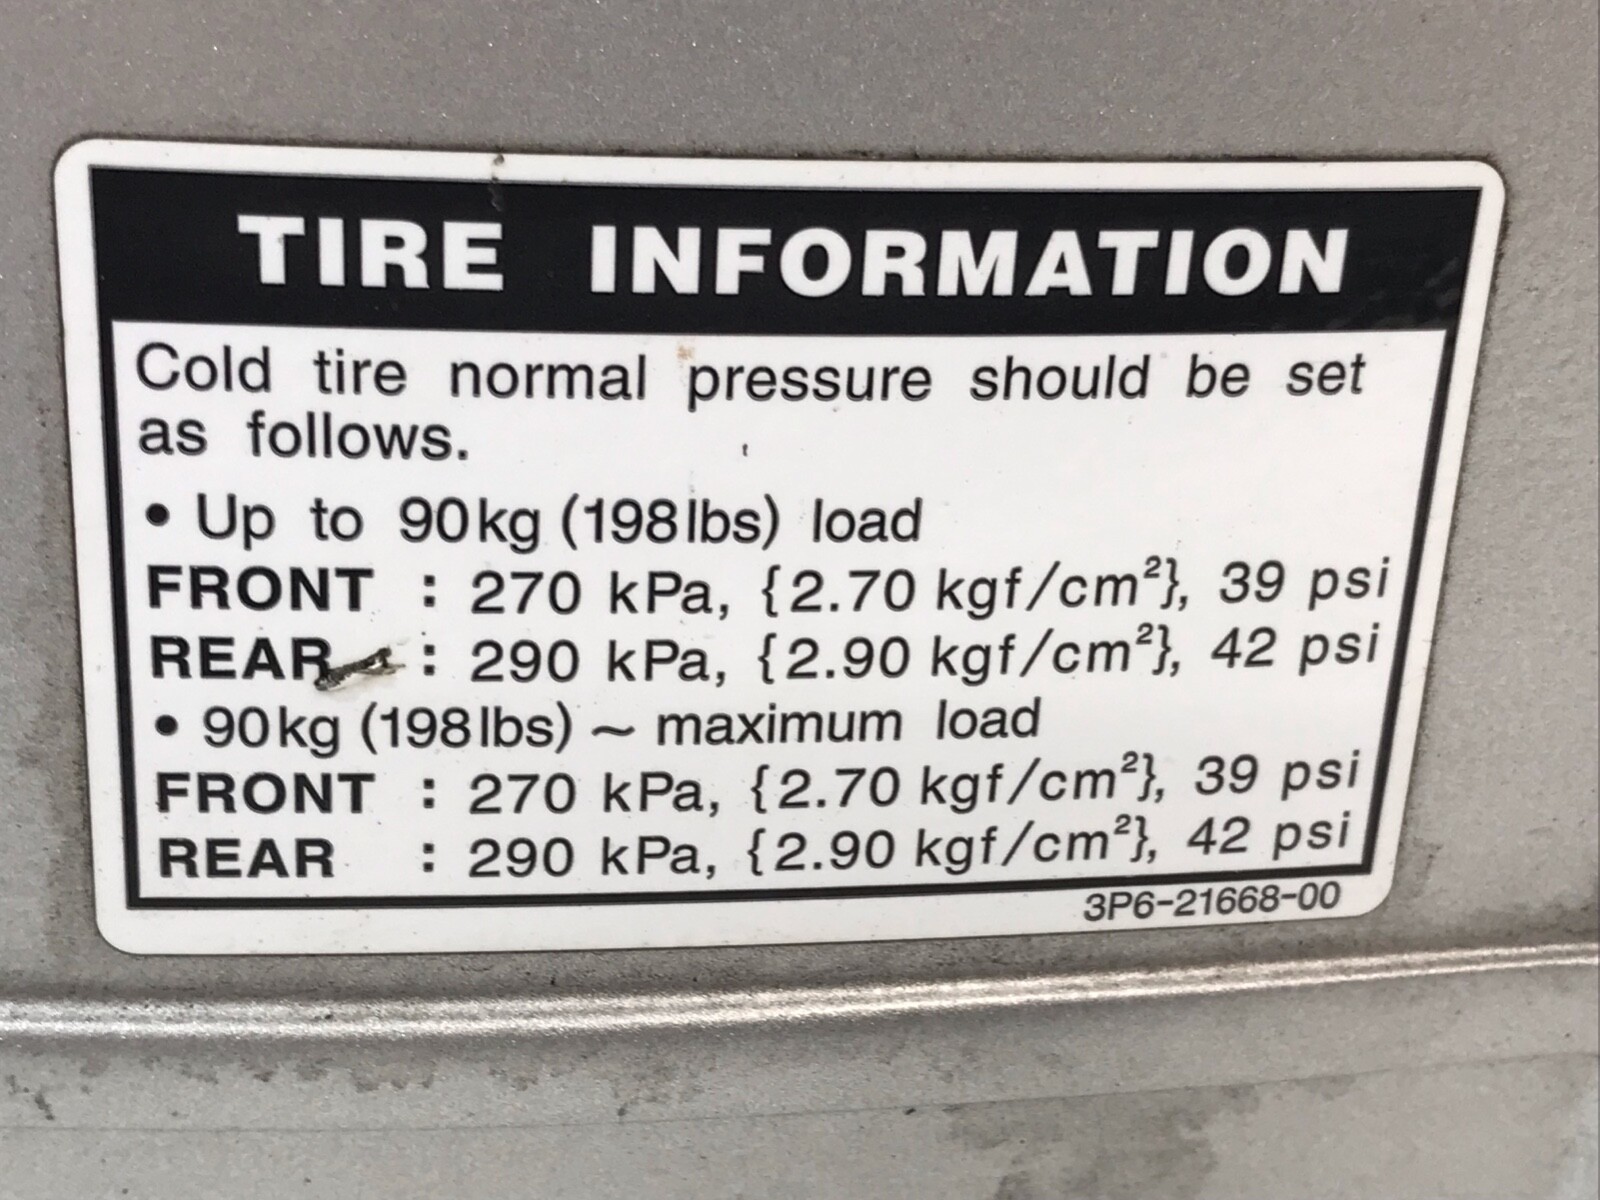 TIRE INFORMATION
Cold tire normal pressure should be set
as follows.
• Up to 90kg (198lbs) load
FRONT : 270 kPa, {2.70 kgf/cm²}, 39 psi
REAR : 290 kPa, {2.90 kgf/cm²}, 42 psi
• 90kg (198lbs) ~ maximum load
FRONT : 270 kPa, {2.70 kgf/cm²}, 39 psi
REAR : 290 kPa, {2.90 kgf/cm²}, 42 psi
3P6-21668-00